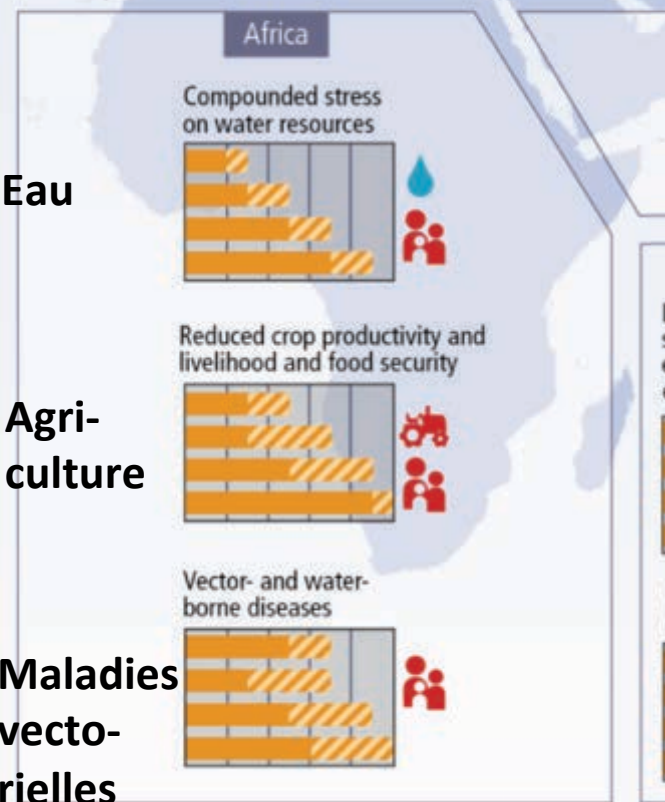 Africa
Compounded stress
on water resources
Eau
Reduced crop productivity and
livelihood and food security
Agri-
culture
Vector- and water-
borne diseases
Maladies
vecto-
rielles